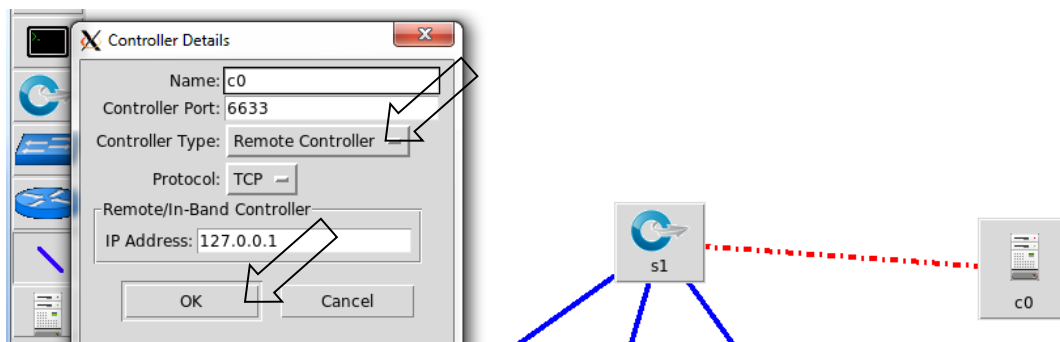 Controller Details
Name: c0
Controller Port: 6633
Controller Type: Remote Controller
Protocol: TCP
Remote/In-Band Controller
IP Address: 127.0.0.1
OK Cancel
s1
c0